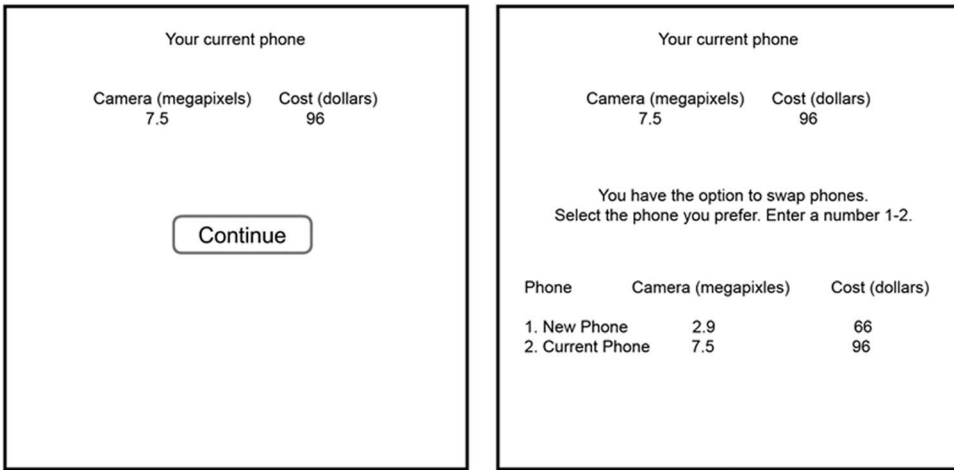 Your current phone
Camera (megapixels) Cost (dollars)
7.5 96
Continue
Your current phone
Camera (megapixels) Cost (dollars)
7.5 96
You have the option to swap phones.
Select the phone you prefer. Enter a number 1-2.
Phone Camera (megapixles) Cost (dollars)
1. New Phone 2.9 66
2. Current Phone 7.5 96